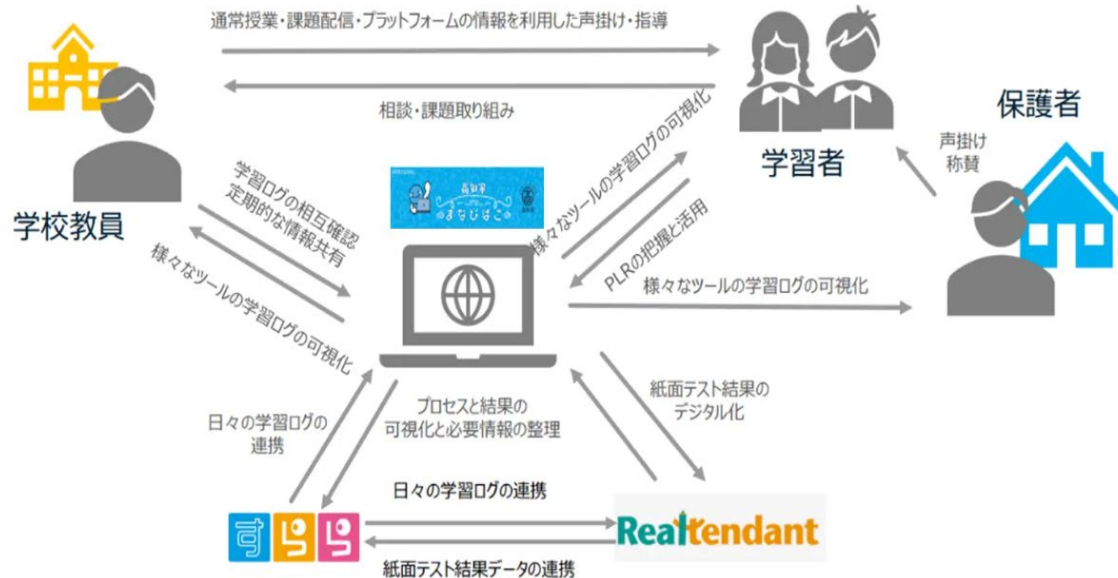 通常授業・課題配信・プラットフォームの情報を利用した声掛け・指導
相談・課題取り組み
学校教員
学習者
保護者
声掛け
称賛
学習ログの相互確認
定期的な情報共有
様々なツールの学習ログの可視化
高知家
まなびばこ
様々なツールの学習ログの可視化
PLRの把握と活用
様々なツールの学習ログの可視化
日々の学習ログの
連携
プロセスと結果の
可視化と必要情報の整理
紙面テスト結果の
デジタル化
すらら
日々の学習ログの連携
紙面テスト結果データの連携
Realtendant